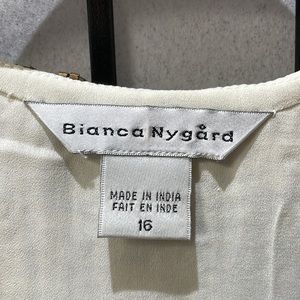 Bianca Nygård
MADE IN INDIA
FAIT EN INDE
16